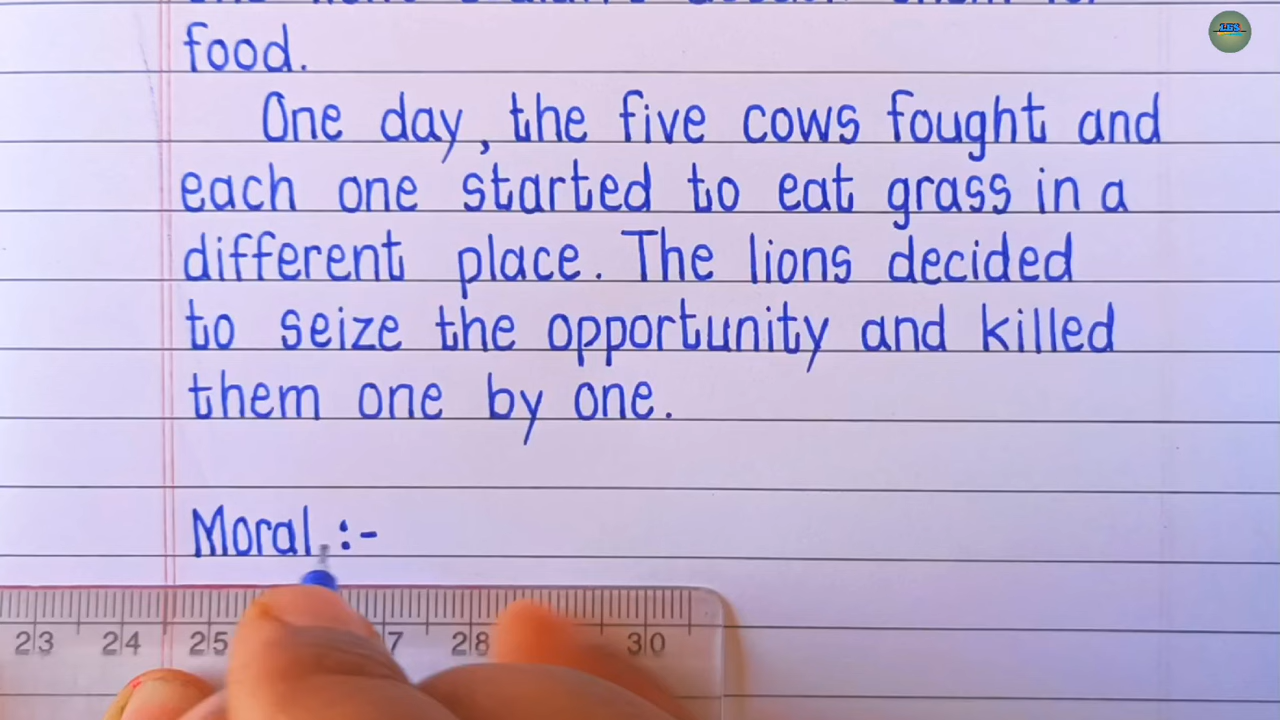 food.
One day, the five cows fought and
each one started to eat grass in a
different place. The lions decided
to seize the opportunity and killed
them one by one.
Moral :-
23 24 25 28 30